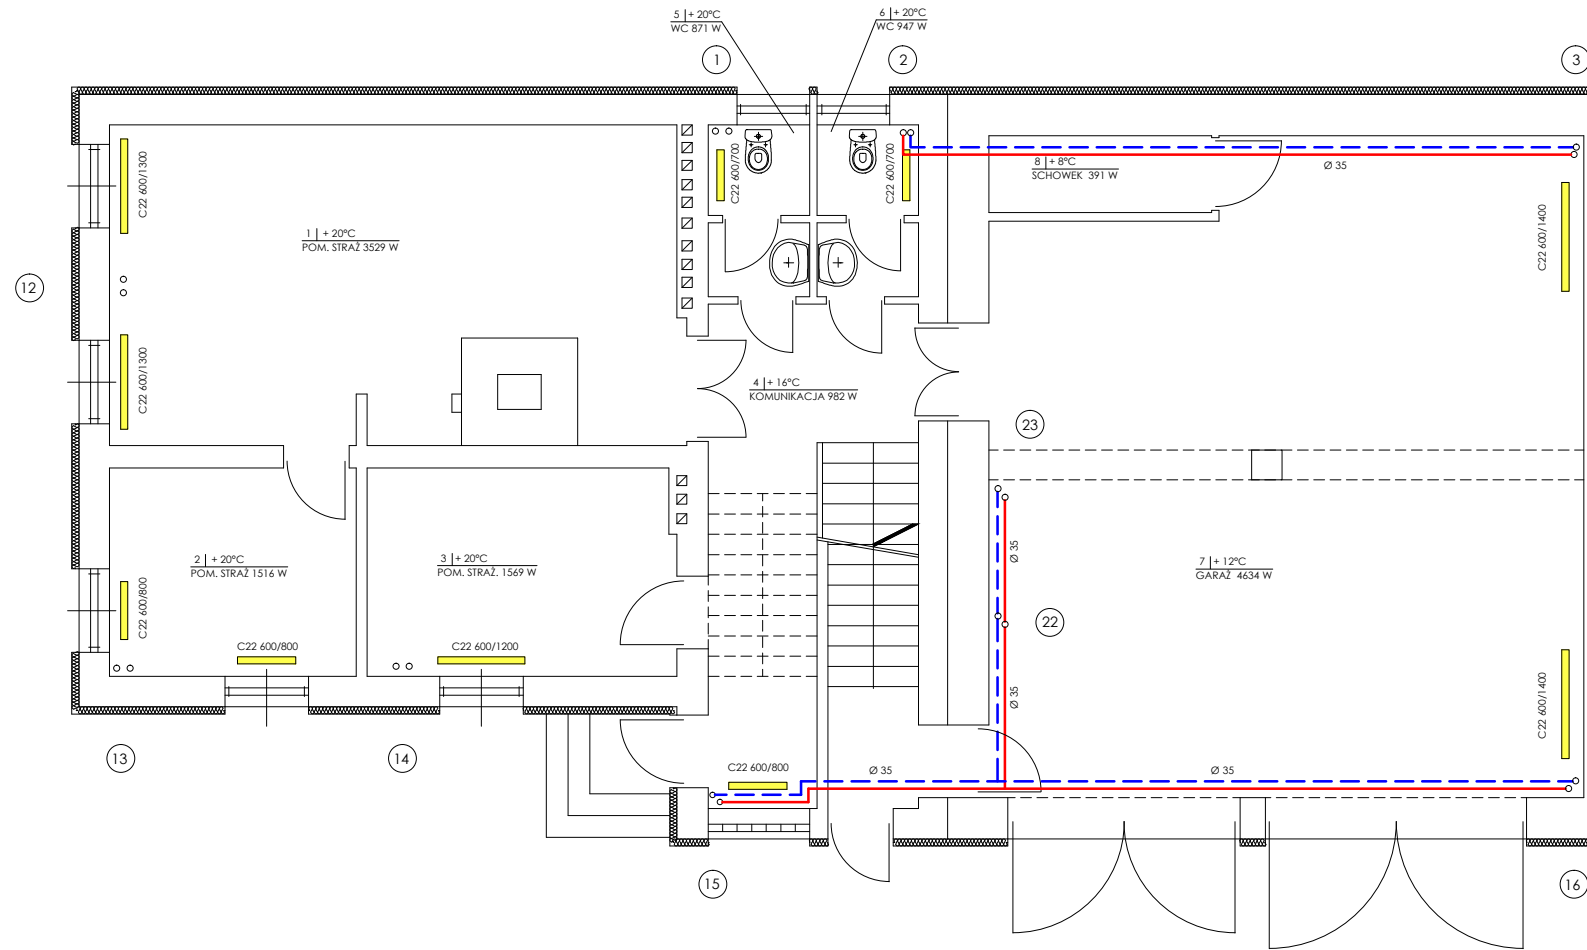 5 | + 20°C
WC 871 W
6 | + 20°C
WC 947 W
1
2
3
C22 600/1300
C22 600/700
C22 600/700
8 | + 8°C
SCHOWEK 391 W
Ø 35
C22 600/1400
1 | + 20°C
POM. STRAŻ 3529 W
12
C22 600/1300
4 | + 16°C
KOMUNIKACJA 982 W
23
2 | + 20°C
POM. STRAŻ 1516 W
3 | + 20°C
POM. STRAŻ. 1569 W
Ø 35
7 | + 12°C
GARAŻ 4634 W
C22 600/800
C22 600/800
C22 600/1200
22
Ø 35
C22 600/1400
13
14
C22 600/800
Ø 35
Ø 35
15
16